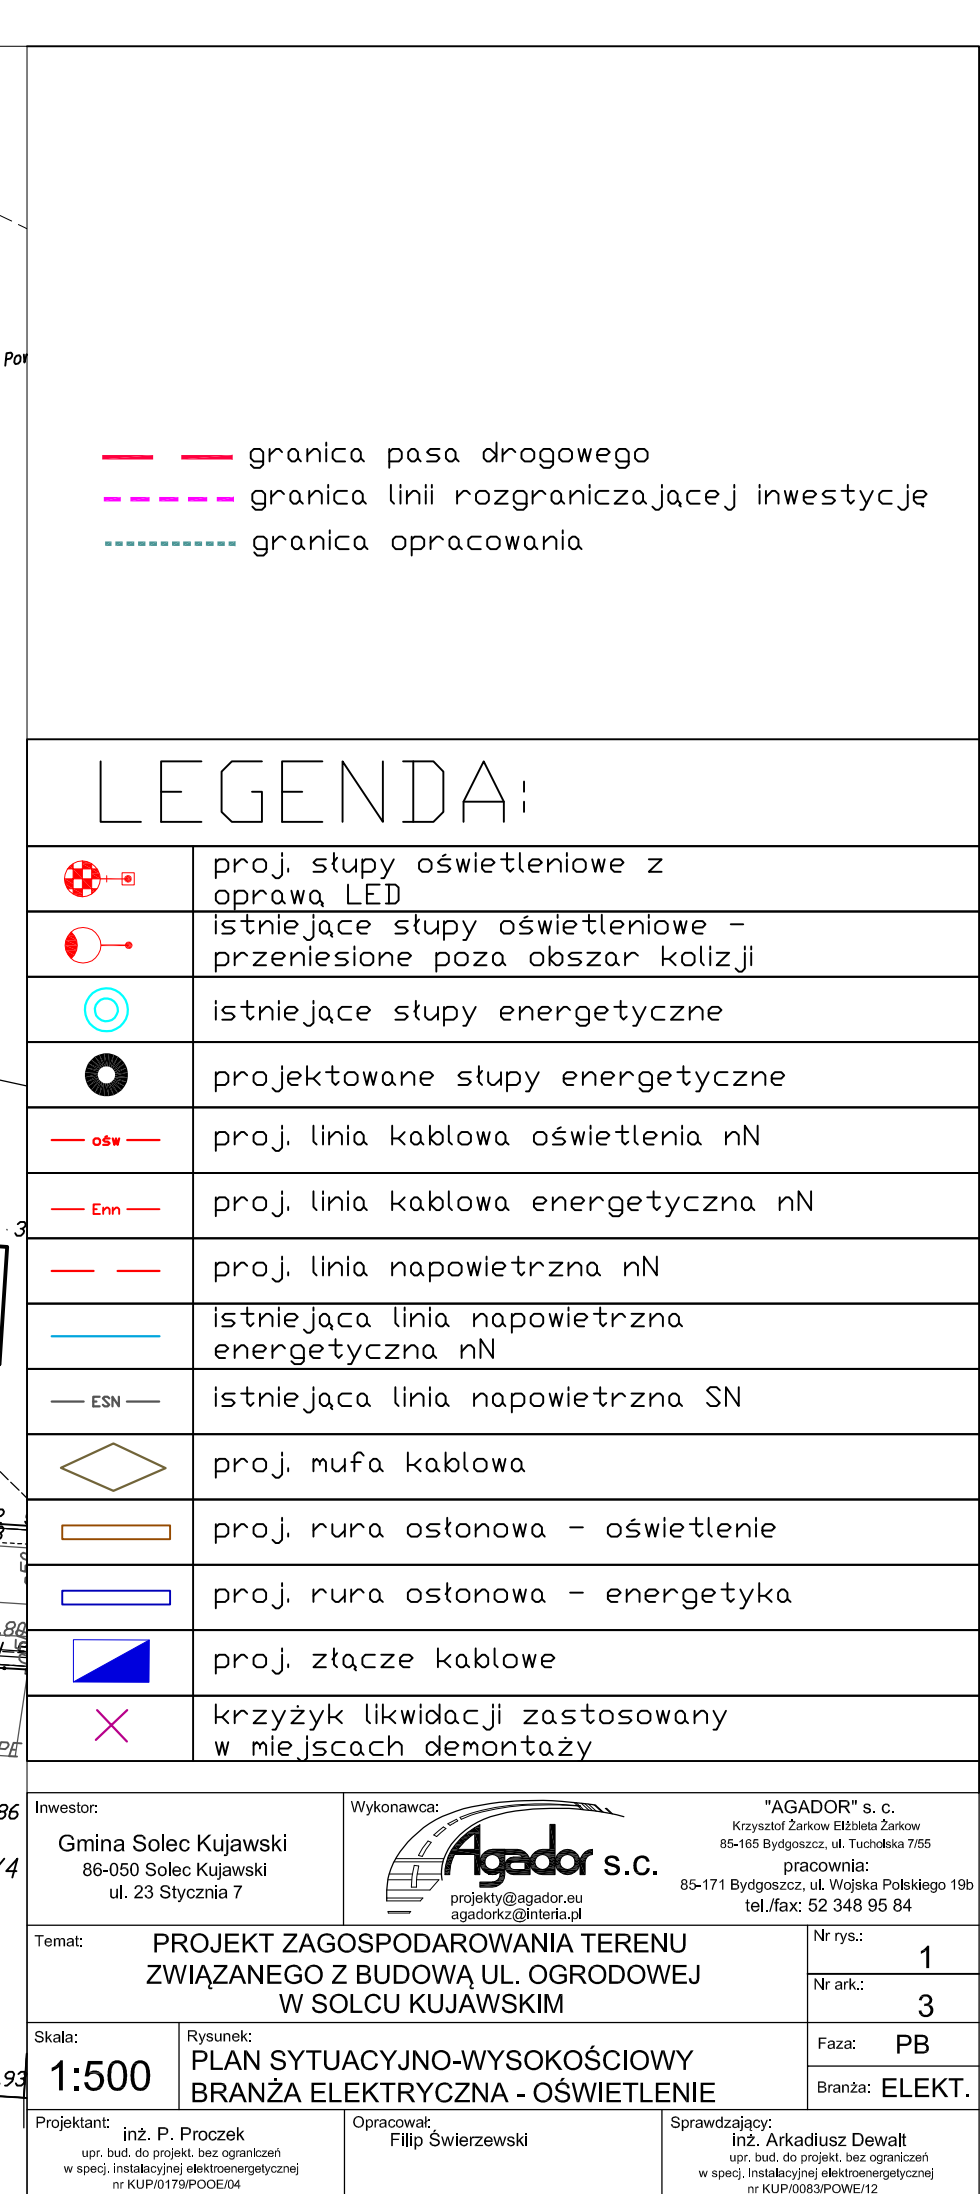 Por
granica pasa drogowego
granica linii rozgraniczającej inwestycję
granica opracowania
LEGENDA:
proj. słupy oświetleniowe z
oprawą LED
istniejące słupy oświetleniowe -
przeniesione poza obszar kolizji
istniejące słupy energetyczne
projektowane słupy energetyczne
ośw
proj. linia kablowa oświetlenia nN
Enn
proj. linia kablowa energetyczna nN
3
proj. linia napowietrzna nN
istniejąca linia napowietrzna
energetyczna nN
ESN
istniejąca linia napowietrzna SN
proj. mufa kablowa
proj. rura osłonowa - oświetlenie
proj. rura osłonowa - energetyka
proj. złącze kablowe
krzyżyk likwidacji zastosowany
w miejscach demontaży
PE
86
/4
.93
Inwestor:
Gmina Solec Kujawski
86-050 Solec Kujawski
ul. 23 Stycznia 7
Wykonawca:
Agador s.c.
projekty@agador.eu
agadorkz@interia.pl
"AGADOR" s. c.
Krzysztof Żarkow Elżbieta Żarkow
85-165 Bydgoszcz, ul. Tucholska 7/55
pracownia:
85-171 Bydgoszcz, ul. Wojska Polskiego 19b
tel./fax: 52 348 95 84
Temat:
PROJEKT ZAGOSPODAROWANIA TERENU
ZWIĄZANEGO Z BUDOWĄ UL. OGRODOWEJ
W SOLCU KUJAWSKIM
Nr rys.:
1
Nr ark.:
3
Skala:
1:500
Rysunek:
PLAN SYTUACYJNO-WYSOKOŚCIOWY
BRANŻA ELEKTRYCZNA - OŚWIETLENIE
Faza: PB
Branża: ELEKT.
Projektant:
inż. P. Proczek
upr. bud. do projekt. bez ograniczeń
w specj. instalacyjnej elektroenergetycznej
nr KUP/0179/POOE/04
Opracował:
Filip Świerzewski
Sprawdzający:
inż. Arkadiusz Dewalt
upr. bud. do projekt. bez ograniczeń
w specj. instalacyjnej elektroenergetycznej
nr KUP/0083/POWE/12